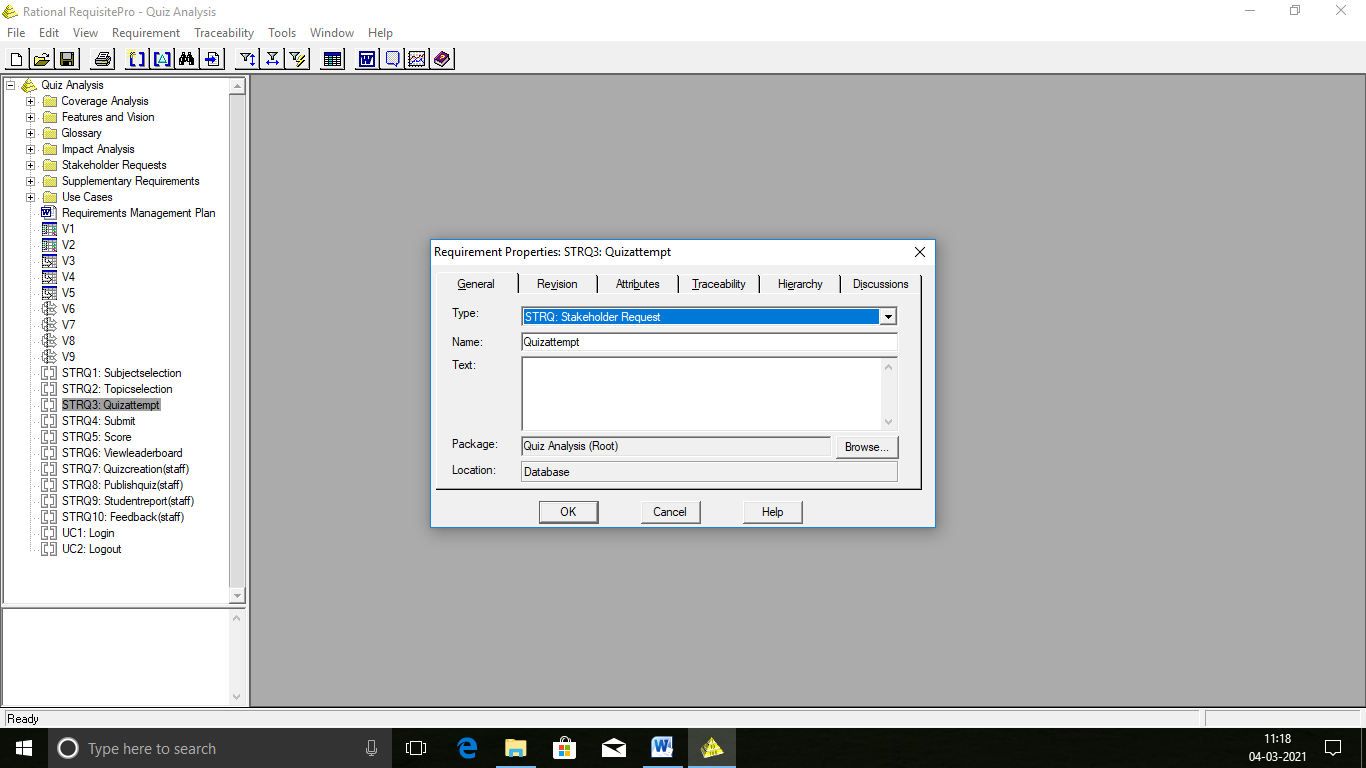 Rational RequisitePro - Quiz Analysis
File Edit View Requirement Traceability Tools Window Help
Quiz Analysis
Coverage Analysis
Features and Vision
Glossary
Impact Analysis
Stakeholder Requests
Supplementary Requirements
Use Cases
Requirements Management Plan
V1
V2
V3
V4
V5
V6
V7
V8
V9
STRQ1: Subjectselection
STRQ2: Topicselection
STRQ3: Quizattempt
STRQ4: Submit
STRQ5: Score
STRQ6: Viewleaderboard
STRQ7: Quizcreation(staff)
STRQ8: Publishquiz(staff)
STRQ9: Studentreport(staff)
STRQ10: Feedback(staff)
UC1: Login
UC2: Logout
Requirement Properties: STRQ3: Quizattempt
General Revision Attributes Traceability Hierarchy Discussions
Type: STRQ: Stakeholder Request
Name: Quizattempt
Text:
Package: Quiz Analysis (Root) Browse...
Location: Database
OK Cancel Help
Ready
Type here to search
11:18
04-03-2021